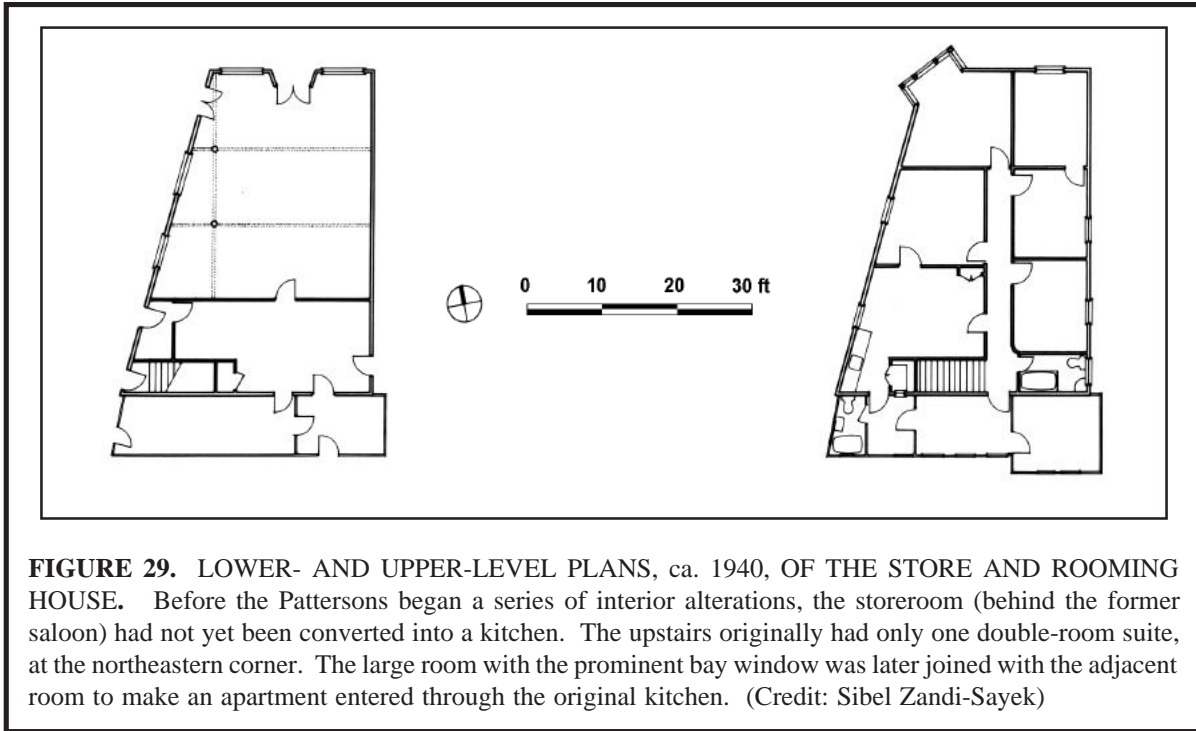 0 10 20 30 ft
FIGURE 29. LOWER- AND UPPER-LEVEL PLANS, ca. 1940, OF THE STORE AND ROOMING
HOUSE. Before the Pattersons began a series of interior alterations, the storeroom (behind the former
saloon) had not yet been converted into a kitchen. The upstairs originally had only one double-room suite,
at the northeastern corner. The large room with the prominent bay window was later joined with the adjacent
room to make an apartment entered through the original kitchen. (Credit: Sibel Zandi-Sayek)